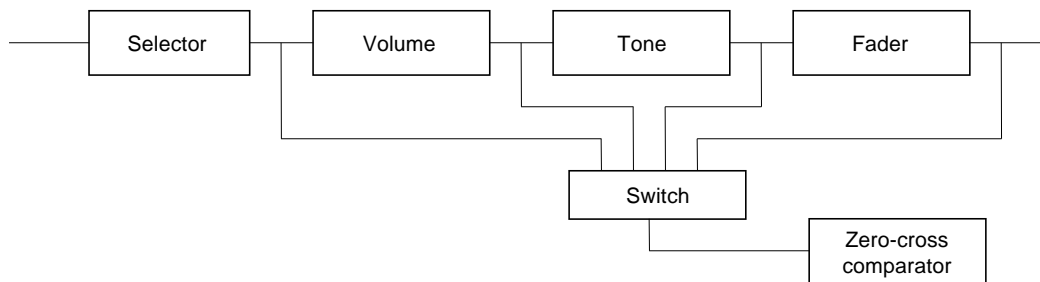 Selector
Volume
Tone
Fader
Switch
Zero-cross
comparator